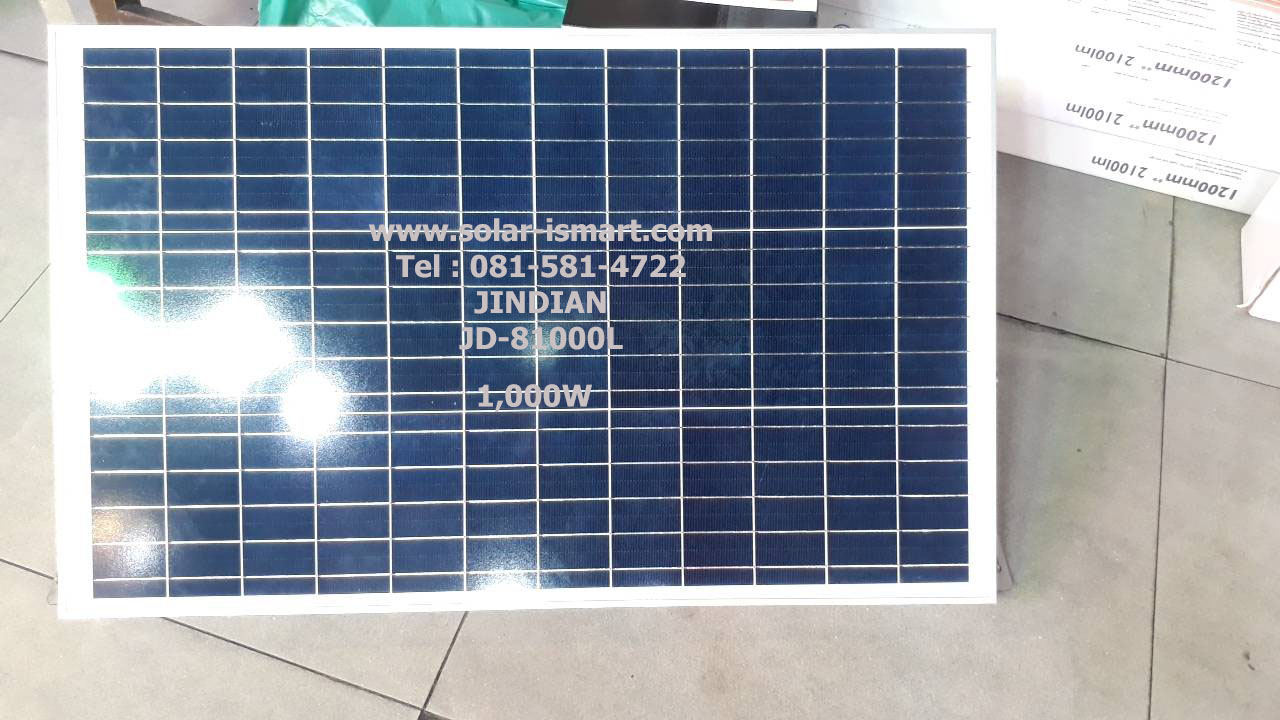 www.solar-ismart.com
Tel : 081-581-4722
JINDIAN
JD-81000L
1,000W
1200mm** 2100lm
1200mm** 2100lm
1200mm** 2100lm